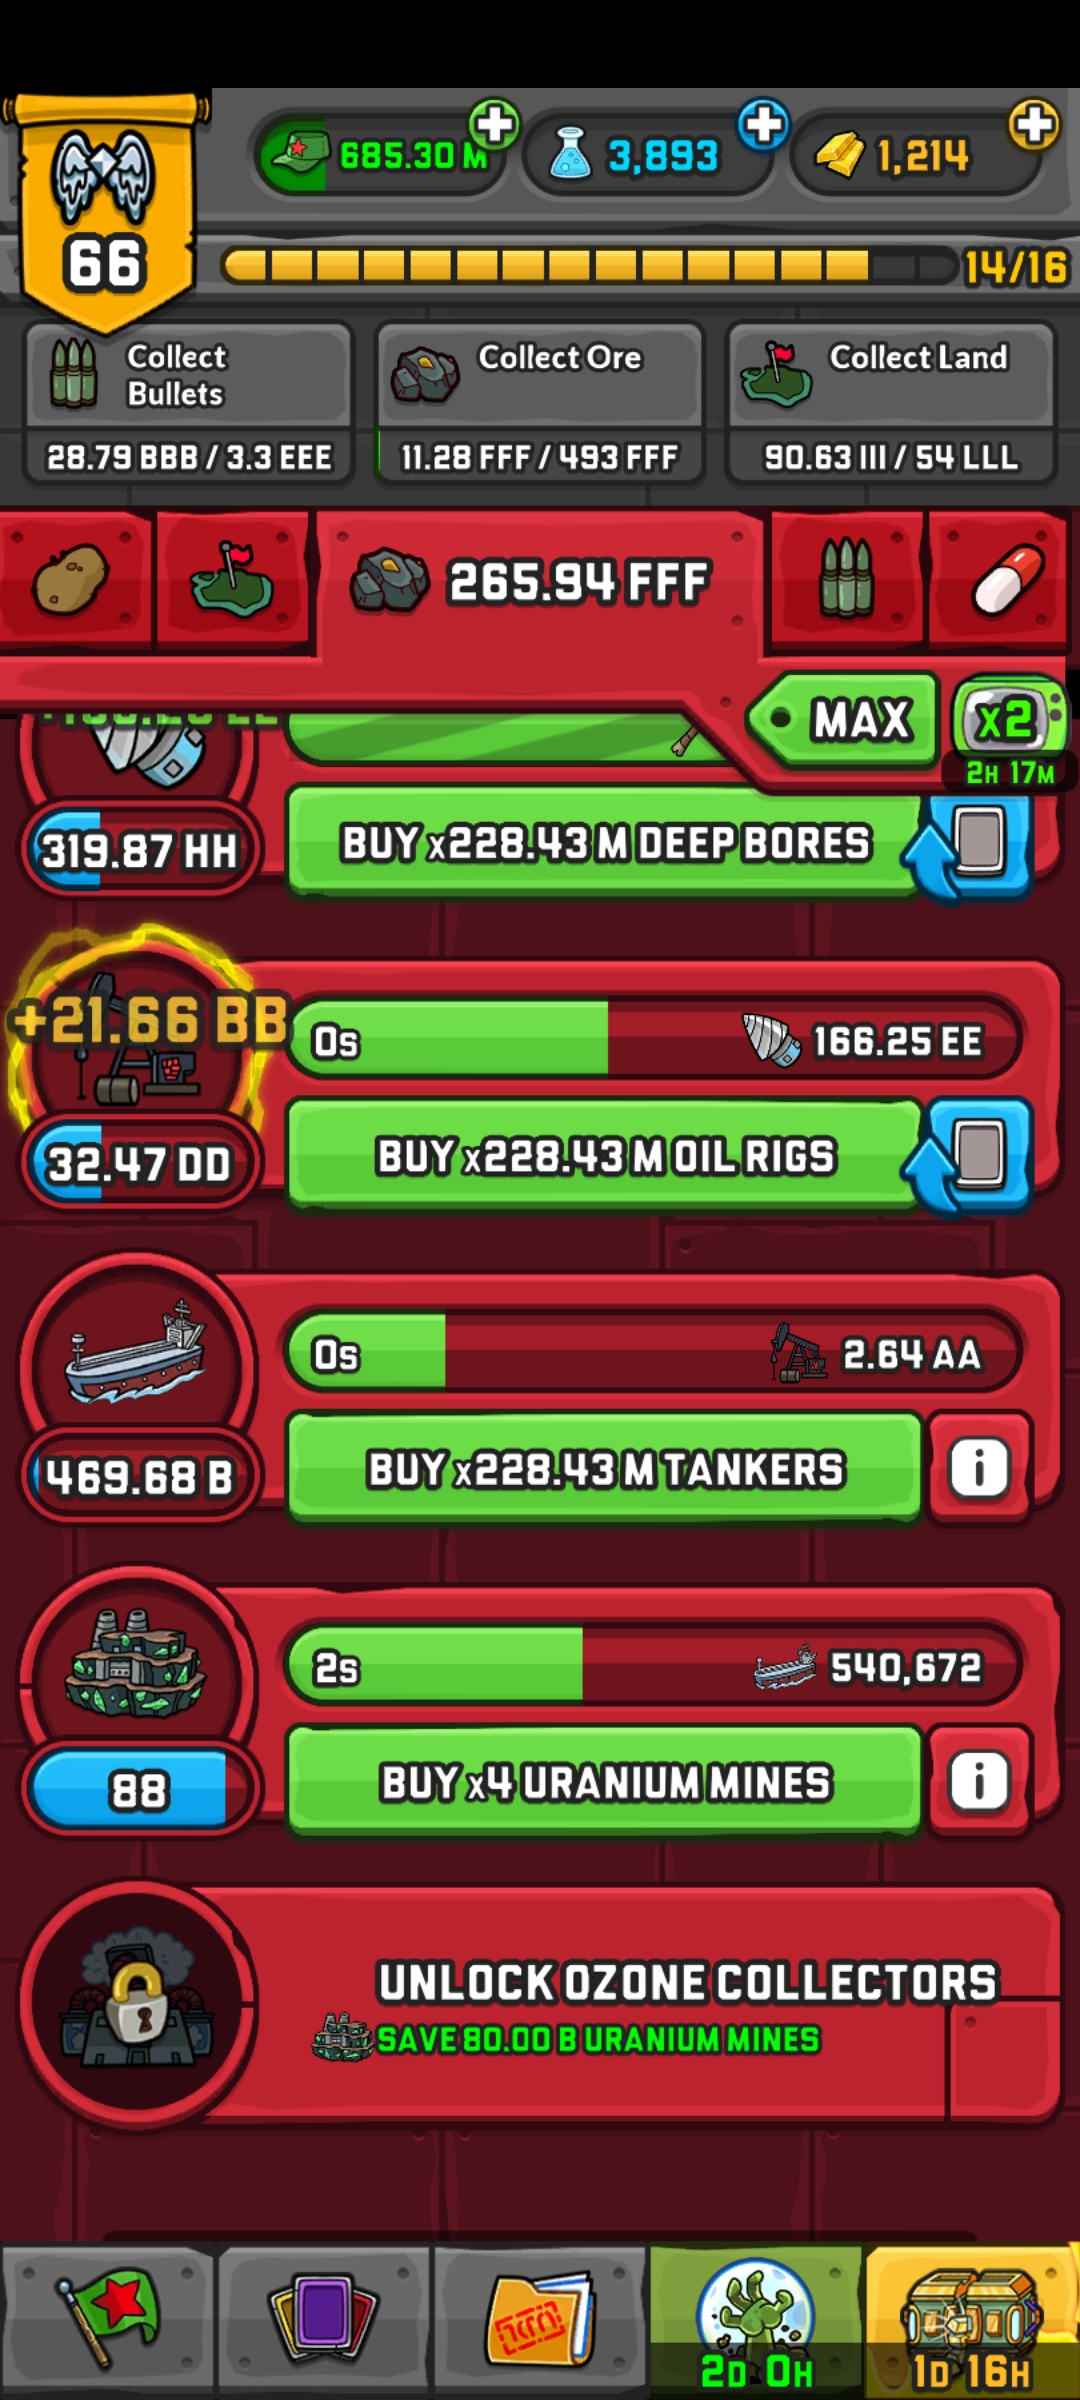 685.30 M
3,893
1,214
66
14/16
Collect
Bullets
Collect Ore
Collect Land
28.79 BBB / 3.3 EEE
11.28 FFF / 493 FFF
90.63 III / 54 LLL
265.94 FFF
MAX
x2
2H 17M
319.87 HH
BUY x228.43 M DEEP BORES
+21.66 BB
0s
166.25 EE
32.47 DD
BUY x228.43 M OIL RIGS
0s
2.64 AA
469.68 B
BUY x228.43 M TANKERS
i
2s
540,672
88
BUY x4 URANIUM MINES
i
UNLOCK OZONE COLLECTORS
SAVE 80.00 B URANIUM MINES
2D 0H
1D 16H